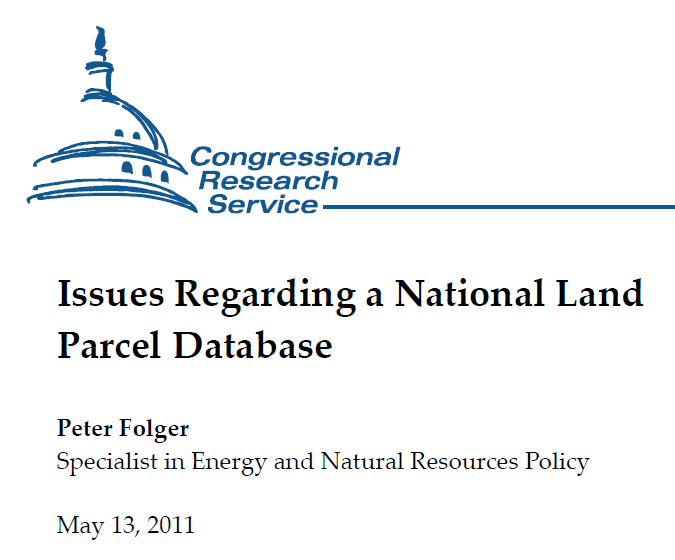 Congressional
Research
Service
Issues Regarding a National Land
Parcel Database
Peter Folger
Specialist in Energy and Natural Resources Policy
May 13, 2011